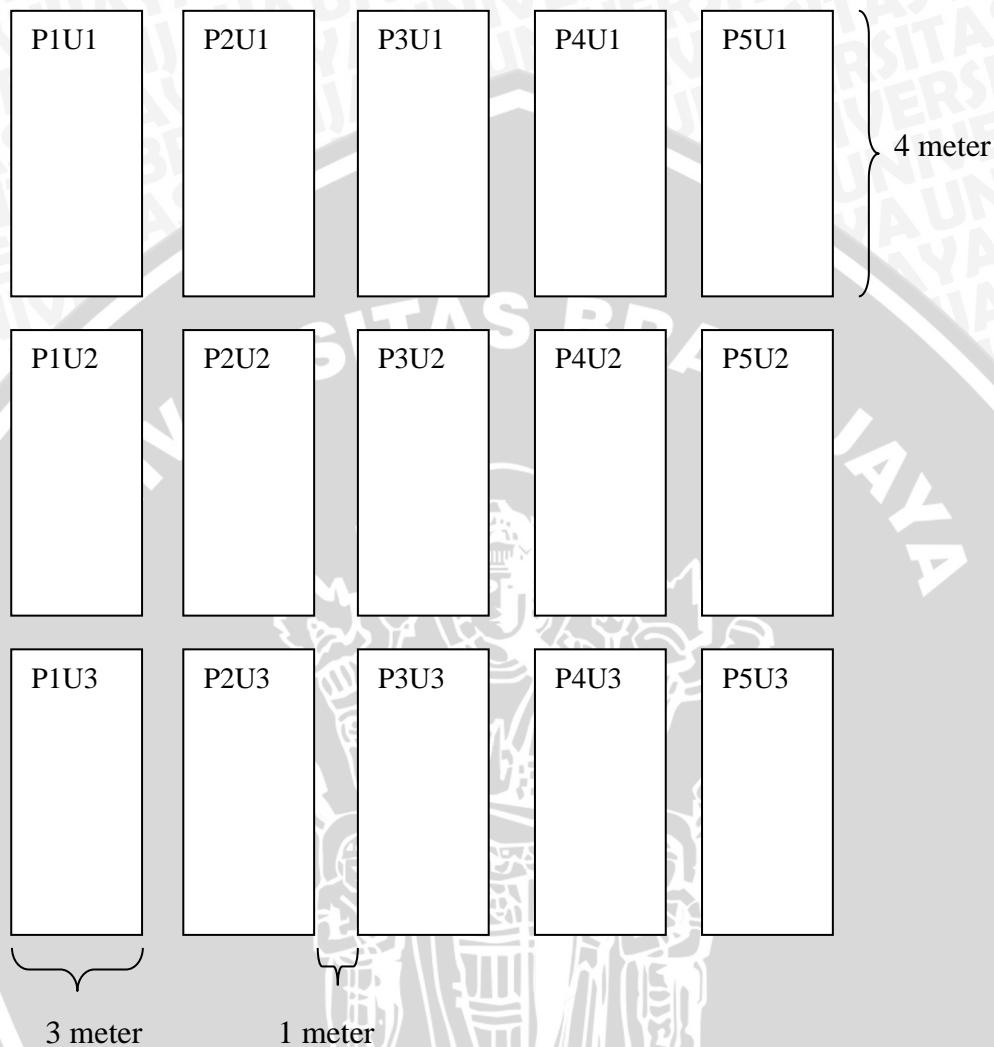 P1U1 P2U1 P3U1 P4U1 P5U1
4 meter
P1U2 P2U2 P3U2 P4U2 P5U2
P1U3 P2U3 P3U3 P4U3 P5U3
3 meter 1 meter